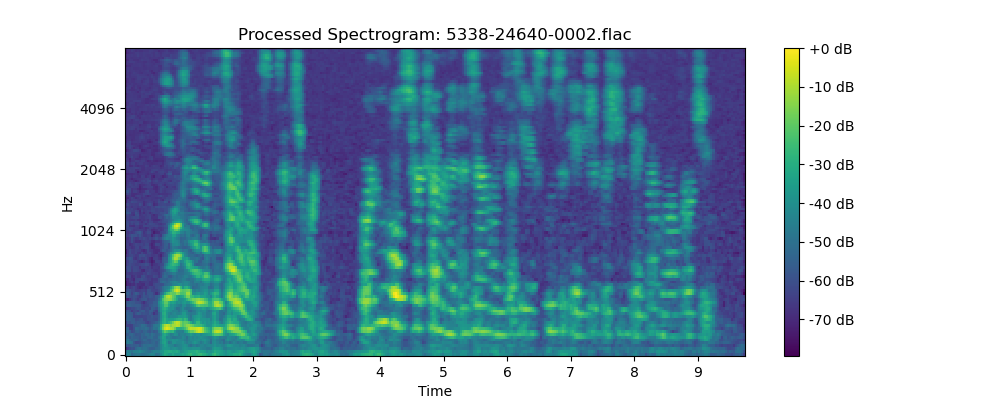 Processed Spectrogram: 5338-24640-0002.flac
Hz
4096
2048
1024
512
0
0 1 2 3 4 5 6 7 8 9
Time
+0 dB
-10 dB
-20 dB
-30 dB
-40 dB
-50 dB
-60 dB
-70 dB